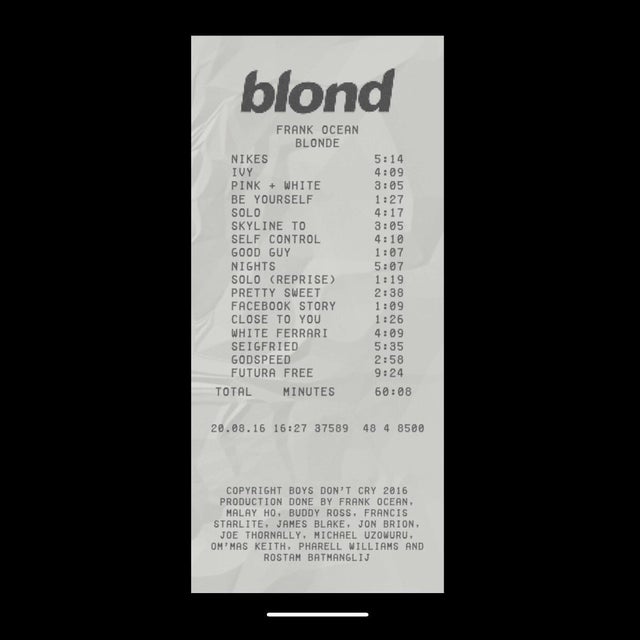 blond
FRANK OCEAN
BLONDE
NIKES 5:14
IVY 4:09
PINK + WHITE 3:05
BE YOURSELF 1:27
SOLO 4:17
SKYLINE TO 3:05
SELF CONTROL 4:10
GOOD GUY 1:07
NIGHTS 5:07
SOLO (REPRISE) 1:19
PRETTY SWEET 2:38
FACEBOOK STORY 1:09
CLOSE TO YOU 1:26
WHITE FERRARI 4:09
SEIGFRIED 5:35
GODSPEED 2:58
FUTURA FREE 9:24
TOTAL MINUTES 60:08
20.08.16 16:27 37589 48 4 8500
COPYRIGHT BOYS DON'T CRY 2016
PRODUCTION DONE BY FRANK OCEAN,
MALAY HO, BUDDY ROSS, FRANCIS
STARLITE, JAMES BLAKE, JON BRION,
JOE THORNALLY, MICHAEL UZOWURU,
OM'MAS KEITH, PHARELL WILLIAMS AND
ROSTAM BATMANGLIJ